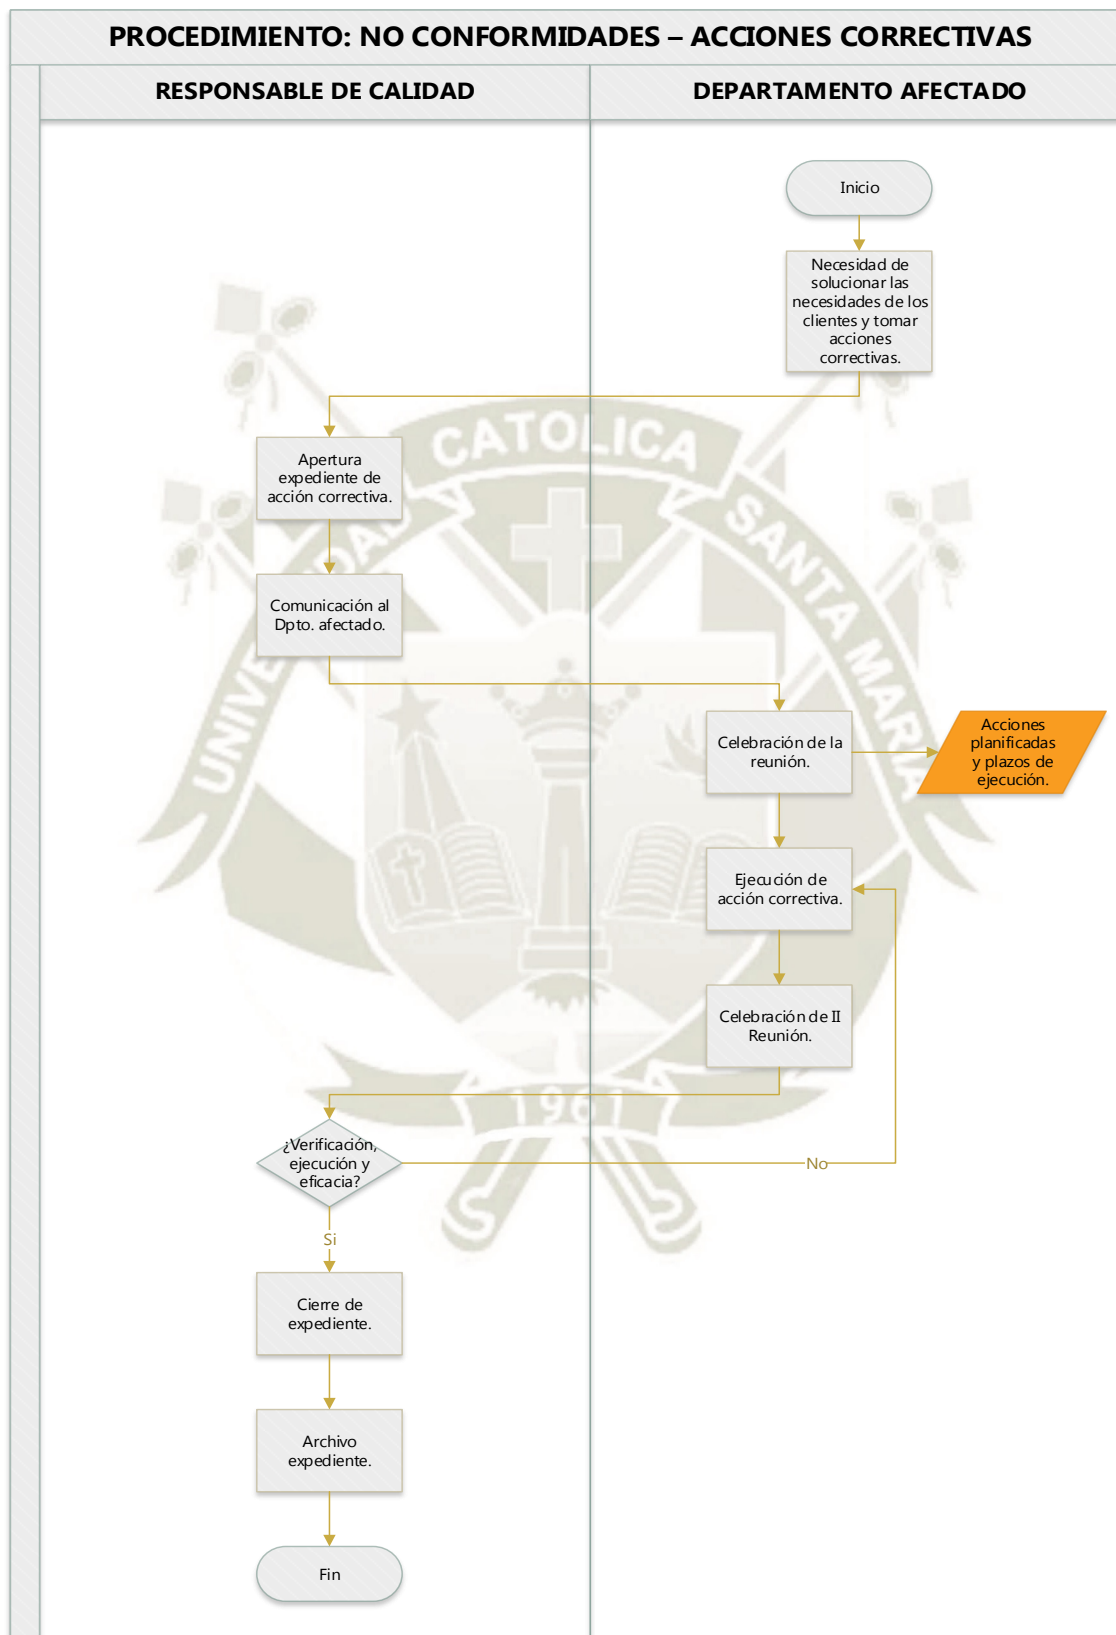 PROCEDIMIENTO: NO CONFORMIDADES – ACCIONES CORRECTIVAS
RESPONSABLE DE CALIDAD
DEPARTAMENTO AFECTADO
Inicio
Necesidad de
solucionar las
necesidades de los
clientes y tomar
acciones
correctivas.
Apertura
expediente de
acción correctiva.
Comunicación al
Dpto. afectado.
Celebración de la
reunión.
Acciones
planificadas
y plazos de
ejecución.
Ejecución de
acción correctiva.
Celebración de II
Reunión.
¿Verificación,
ejecución y
eficacia?
No
Si
Cierre de
expediente.
Archivo
expediente.
Fin
UNIVERSIDAD CATOLICA SANTA MARIA
1961